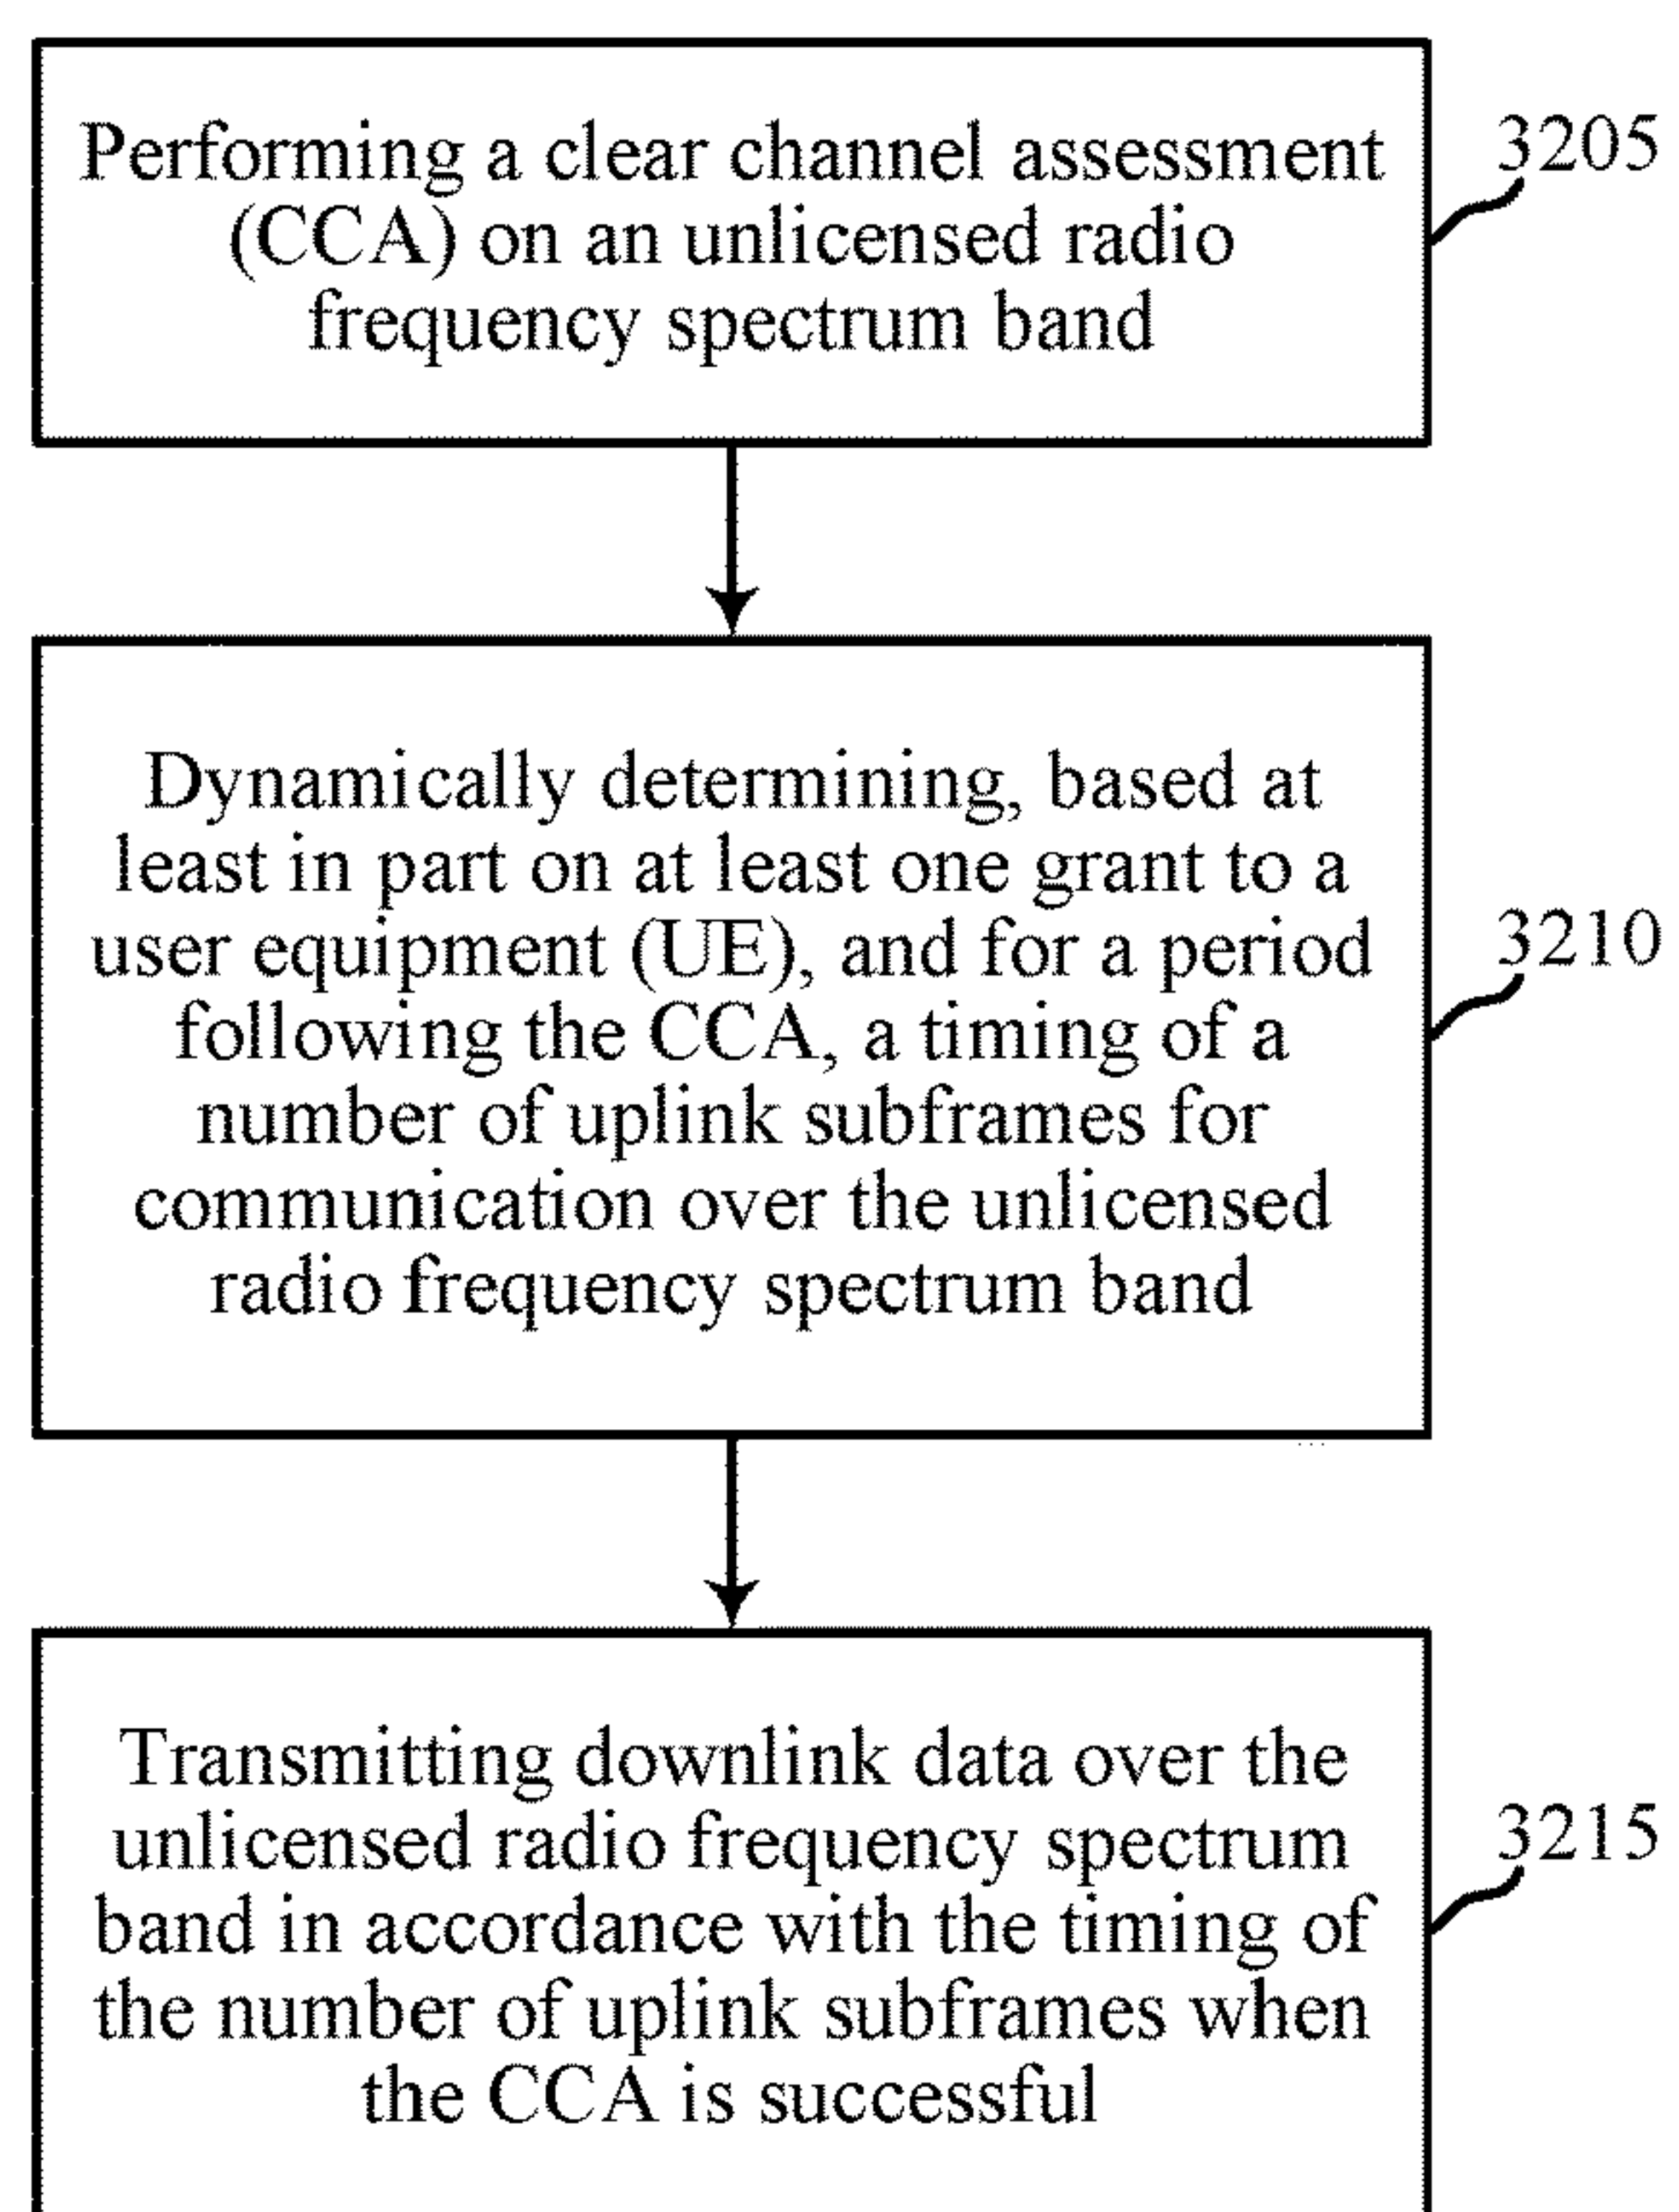 Performing a clear channel assessment
(CCA) on an unlicensed radio
frequency spectrum band
3205
Dynamically determining, based at
least in part on at least one grant to a
user equipment (UE), and for a period
following the CCA, a timing of a
number of uplink subframes for
communication over the unlicensed
radio frequency spectrum band
3210
Transmitting downlink data over the
unlicensed radio frequency spectrum
band in accordance with the timing of
the number of uplink subframes when
the CCA is successful
3215